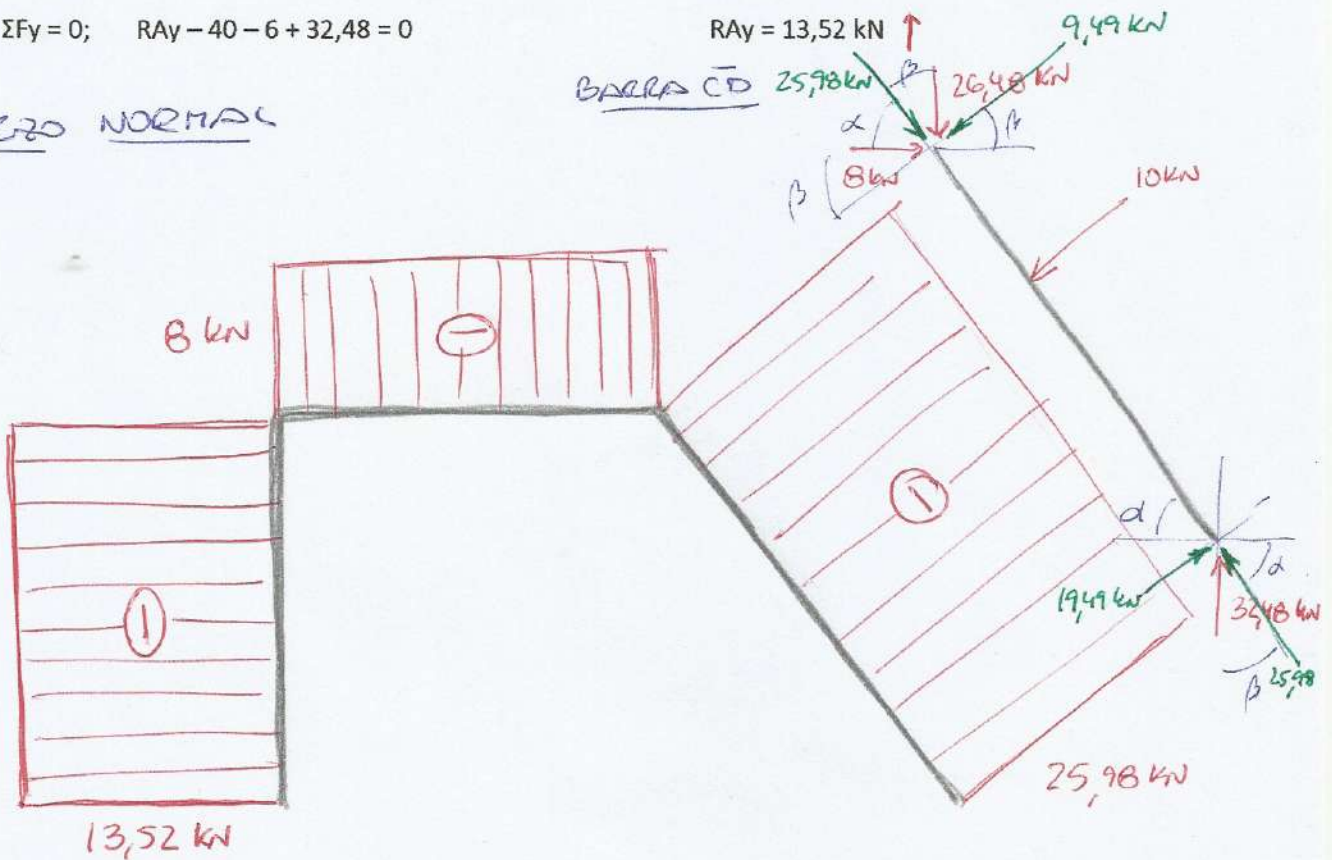 ΣFy = 0; RAy – 40 – 6 + 32,48 = 0 RAy = 13,52 kN
9,49 kN
BARRA CD 25,98 kN β 26,48 kN
NORMAL
α β
8 kN
β
10 kN
8 kN
α
α
19,49 kN 32,48 kN
β 25,98
25,98 kN
13,52 kN